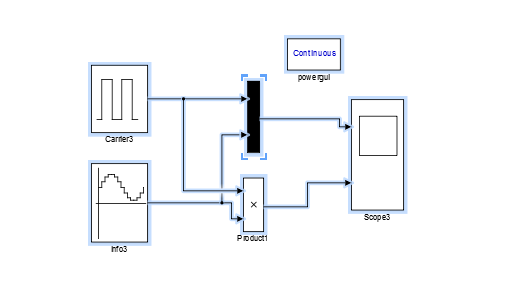 Continuous
powergui
Carrier3
×
Product1
Info3
Scope3